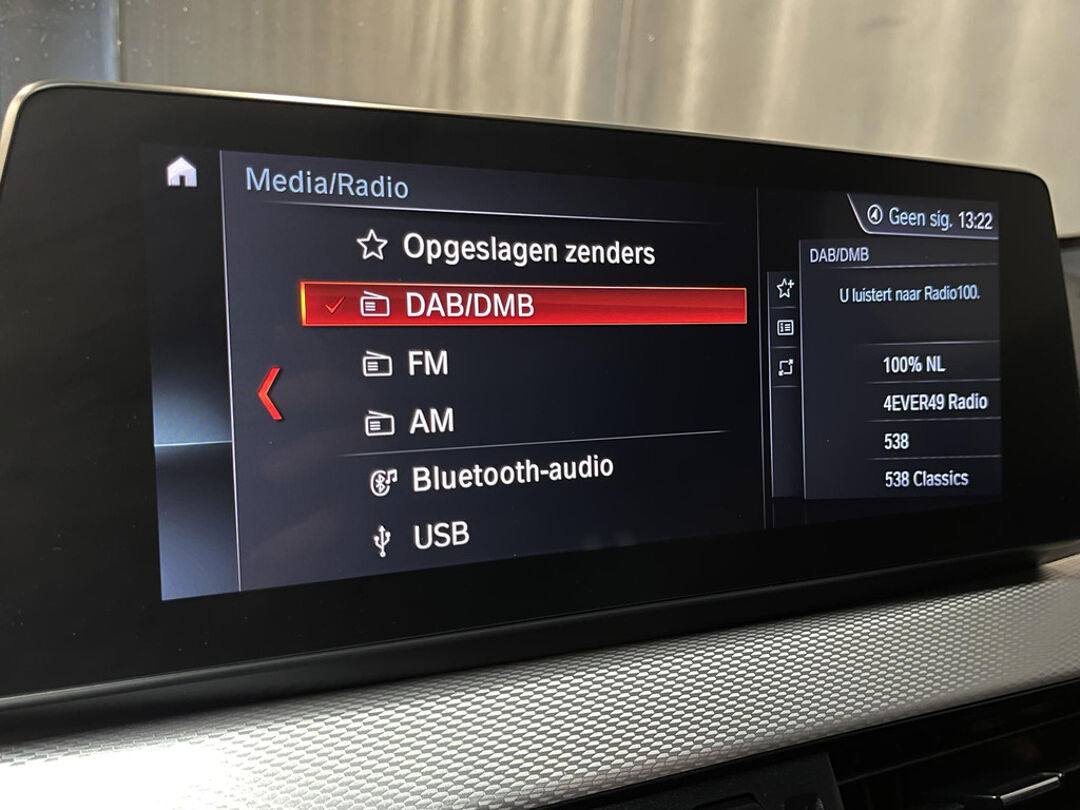 Media/Radio
Opgeslagen zenders
DAB/DMB
FM
AM
Bluetooth-audio
USB
Geen sig. 13:22
DAB/DMB
U luistert naar Radio100.
100% NL
4EVER49 Radio
538
538 Classics